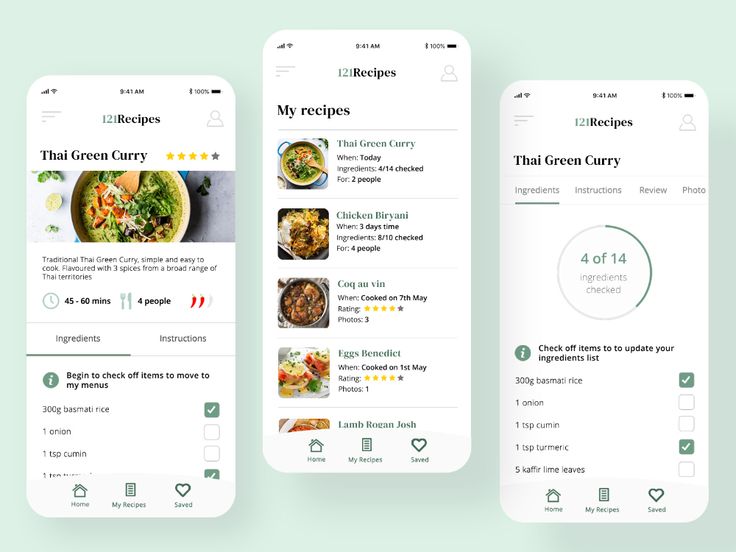 9:41 AM
100%
121Recipes
Thai Green Curry
Traditional Thai Green Curry, simple and easy to
cook. Flavoured with 3 spices from a broad range of
Thai territories
45 - 60 mins
4 people
Ingredients
Instructions
Begin to check off items to move to
my menus
300g basmati rice
1 onion
1 tsp cumin
1 tsp turmeric
Home
My Recipes
Saved
9:41 AM
100%
121Recipes
My recipes
Thai Green Curry
When: Today
Ingredients: 4/14 checked
For: 2 people
Chicken Biryani
When: 3 days time
Ingredients: 8/10 checked
For: 4 people
Coq au vin
When: Cooked on 7th May
Rating:
Photos: 3
Eggs Benedict
When: Cooked on 1st May
Rating:
Photos: 1
Lamb Rogan Josh
Home
My Recipes
Saved
9:41 AM
100%
121Recipes
Thai Green Curry
Ingredients
Instructions
Review
Photo
4 of 14
ingredients
checked
Check off items to to update your
ingredients list
300g basmati rice
1 onion
1 tsp cumin
1 tsp turmeric
5 kaffir lime leaves
Home
My Recipes
Saved